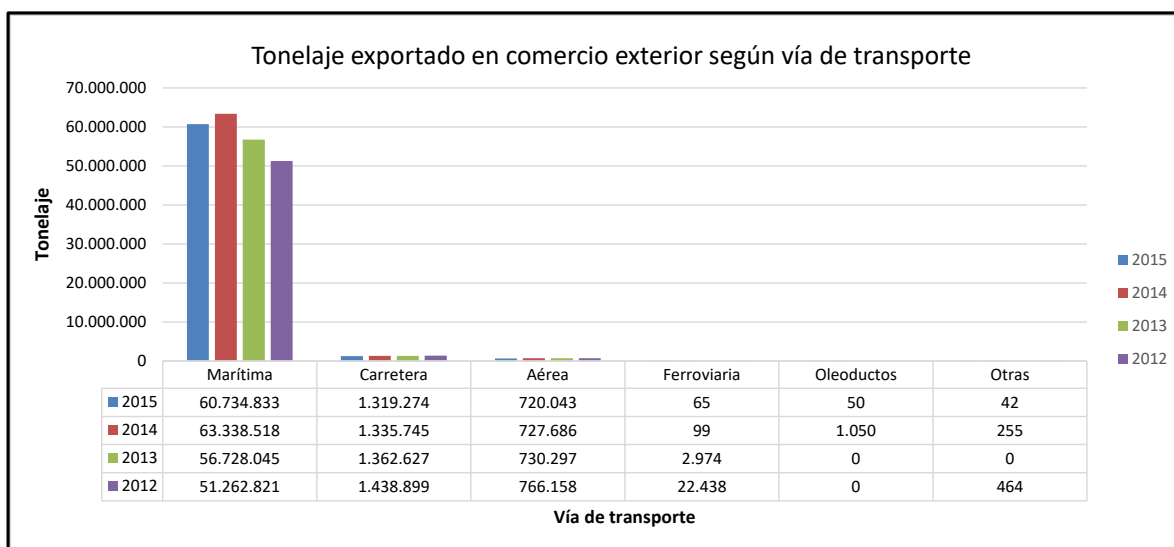 Tonelaje exportado en comercio exterior según vía de transporte
70.000.000
60.000.000
50.000.000
40.000.000
30.000.000
20.000.000
10.000.000
0
Tonelaje
2015
2014
2013
2012
Marítima Carretera Aérea Ferroviaria Oleoductos Otras
2015 60.734.833 1.319.274 720.043 65 50 42
2014 63.338.518 1.335.745 727.686 99 1.050 255
2013 56.728.045 1.362.627 730.297 2.974 0 0
2012 51.262.821 1.438.899 766.158 22.438 0 464
Vía de transporte